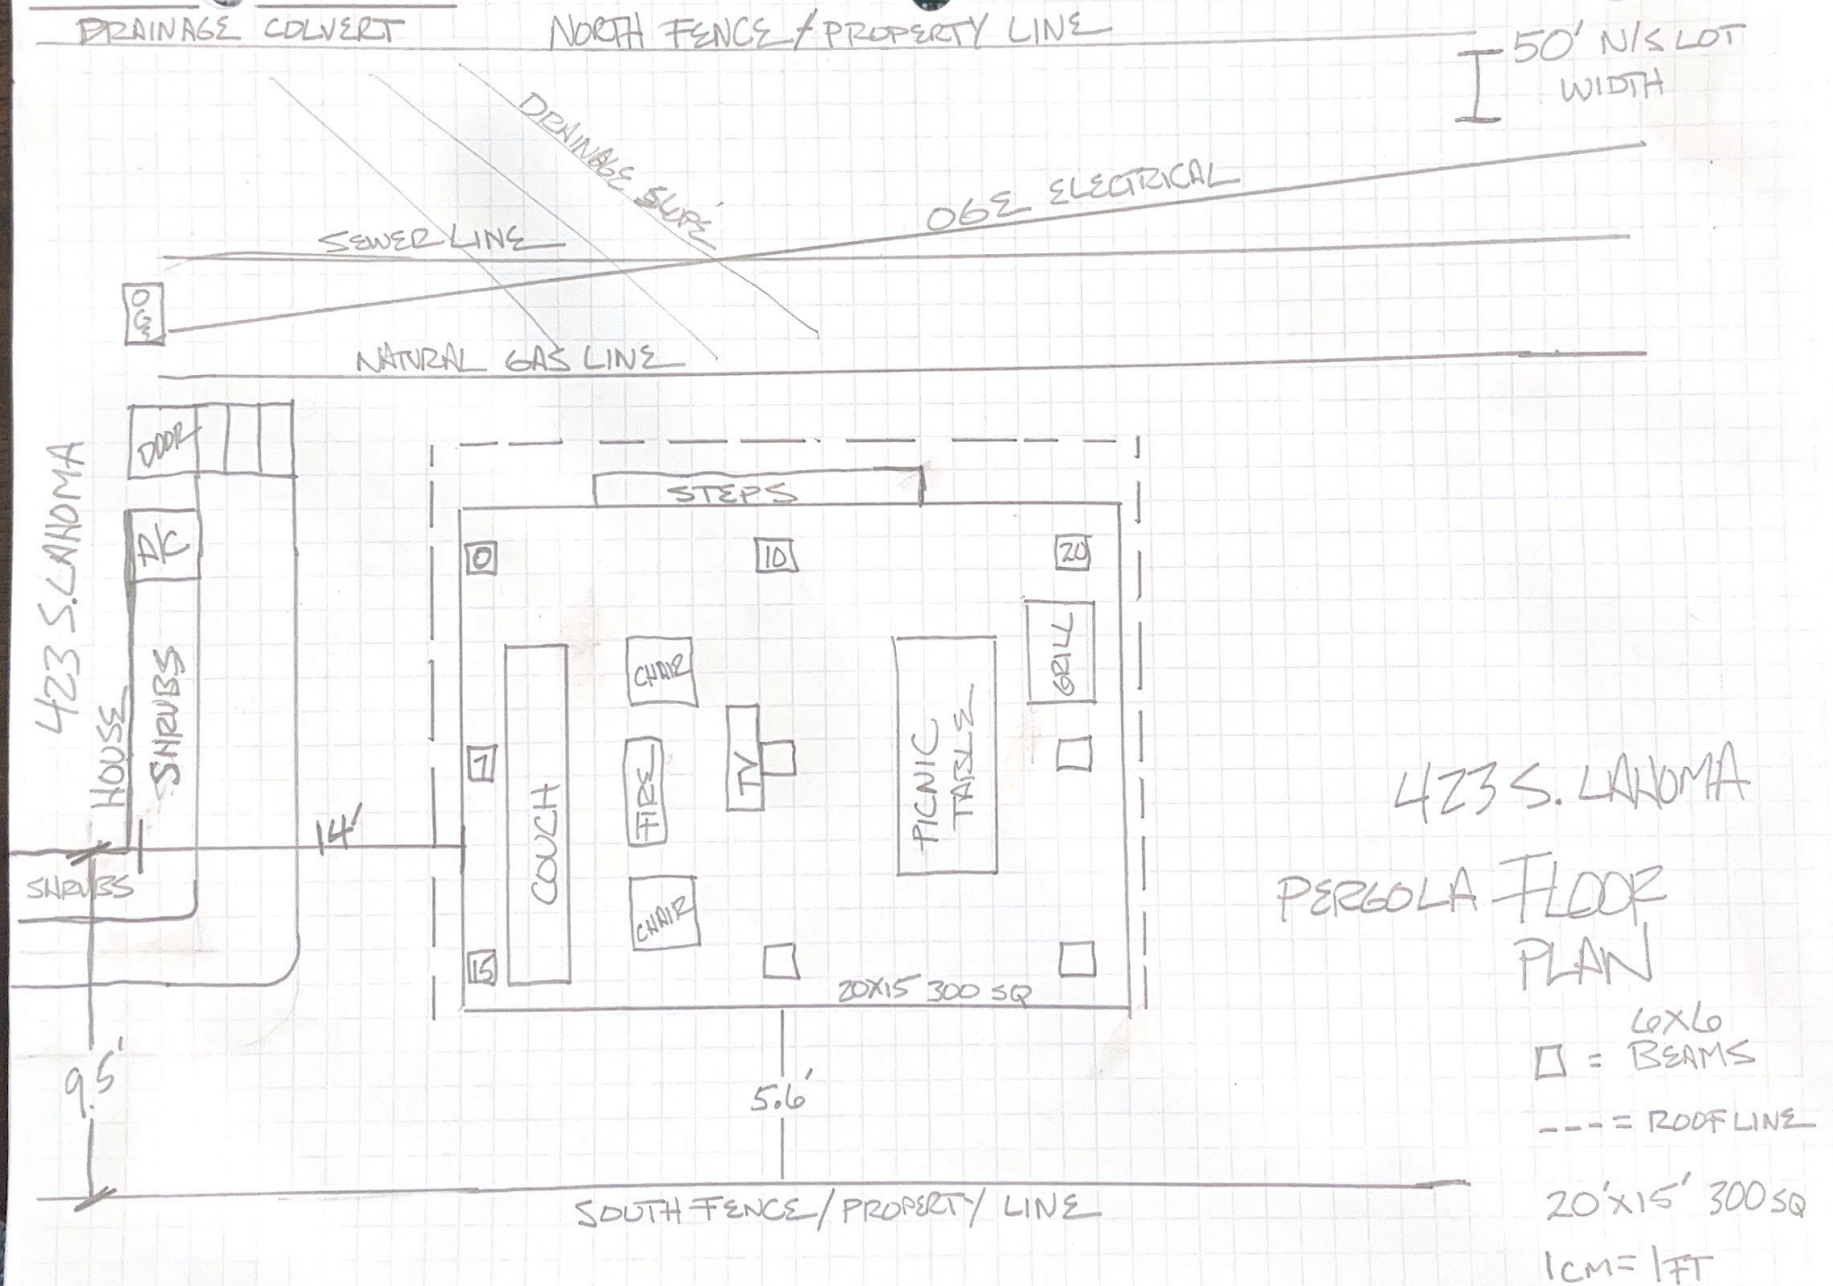 DRAINAGE COLVERT
NORTH FENCE / PROPERTY LINE
50' N/S LOT
WIDTH
DRAINAGE SLOPE
OGE ELECTRICAL
SEWER LINE
OGE
NATURAL GAS LINE
DOOR
A/C
423 S. LAHOMA
HOUSE
SHRUBS
SHRUBS
14'
9.5'
STEPS
0
10
20
CHAIR
GRILL
7
TV
PICNIC
TABLE
FIRE
COUCH
CHAIR
15
20X15 300 SQ
5.6'
SOUTH FENCE / PROPERTY LINE
423 S. LAHOMA
PERGOLA FLOOR
PLAN
6X6
= BEAMS
--- = ROOF LINE
20'X15' 300 SQ
1CM = 1FT